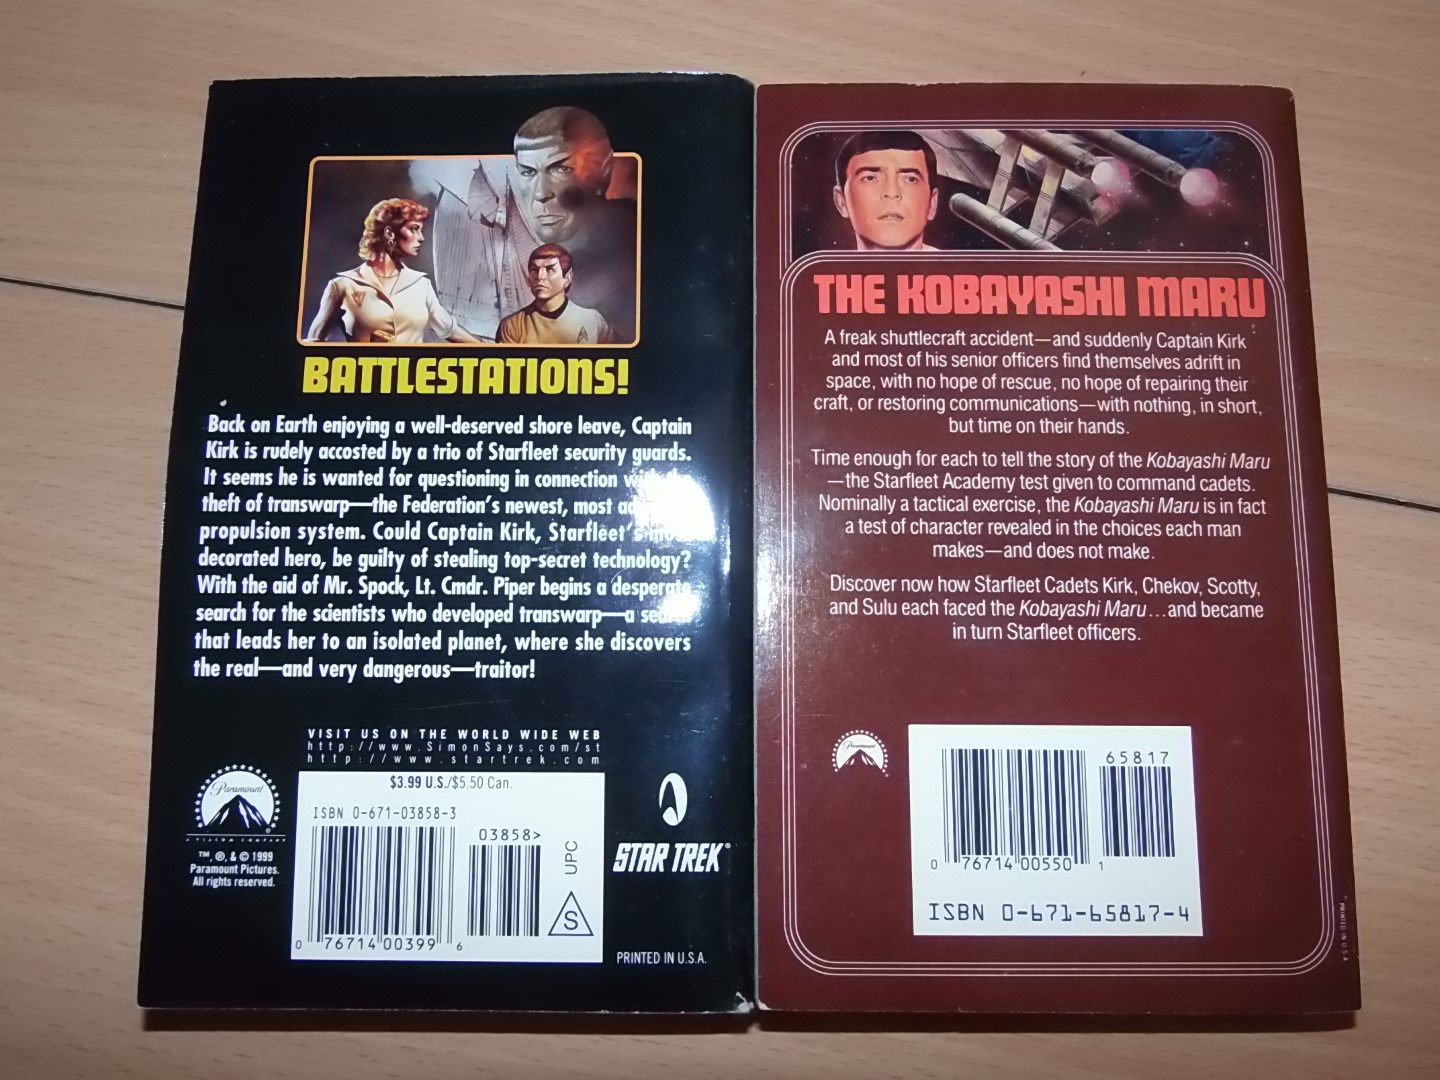 BATTLESTATIONS!
Back on Earth enjoying a well-deserved shore leave, Captain
Kirk is rudely accosted by a trio of Starfleet security guards.
It seems he is wanted for questioning in connection with the
theft of transwarp—the Federation's newest, most
propulsion system. Could Captain Kirk, Starfleet's most
decorated hero, be guilty of stealing top-secret technology?
With the aid of Mr. Spock, Lt. Cmdr. Piper begins a desperate
search for the scientists who developed transwarp—a search
that leads her to an isolated planet, where she discovers
the real—and very dangerous—traitor!
VISIT US ON THE WORLD WIDE WEB
http://www.SimonSays.com/st
http://www.startrek.com
Paramount
A VIACOM COMPANY
™, ®, & © 1999
Paramount Pictures.
All rights reserved.
$3.99 U.S./$5.50 Can.
ISBN 0-671-03858-3
03858>
UPC
S
0 76714 00399 6
STAR TREK®
PRINTED IN U.S.A.
THE KOBAYASHI MARU
A freak shuttlecraft accident—and suddenly Captain Kirk
and most of his senior officers find themselves adrift in
space, with no hope of rescue, no hope of repairing their
craft, or restoring communications—with nothing, in short,
but time on their hands.
Time enough for each to tell the story of the Kobayashi Maru
—the Starfleet Academy test given to command cadets.
Nominally a tactical exercise, the Kobayashi Maru is in fact
a test of character revealed in the choices each man
makes—and does not make.
Discover now how Starfleet Cadets Kirk, Chekov, Scotty,
and Sulu each faced the Kobayashi Maru...and became
in turn Starfleet officers.
Paramount
65817
0 76714 00550 1
ISBN 0-671-65817-4
PRINTED IN U.S.A.